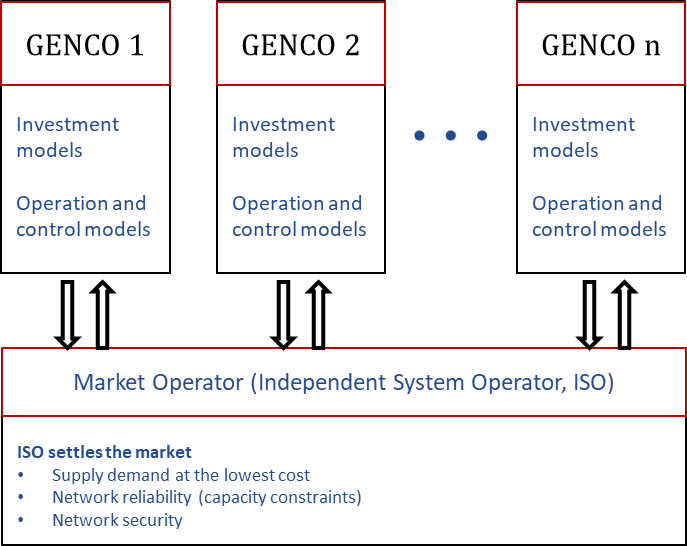 GENCO 1
Investment
models
Operation and
control models
GENCO 2
Investment
models
Operation and
control models
• • •
GENCO n
Investment
models
Operation and
control models
Market Operator (Independent System Operator, ISO)
ISO settles the market
• Supply demand at the lowest cost
• Network reliability (capacity constraints)
• Network security